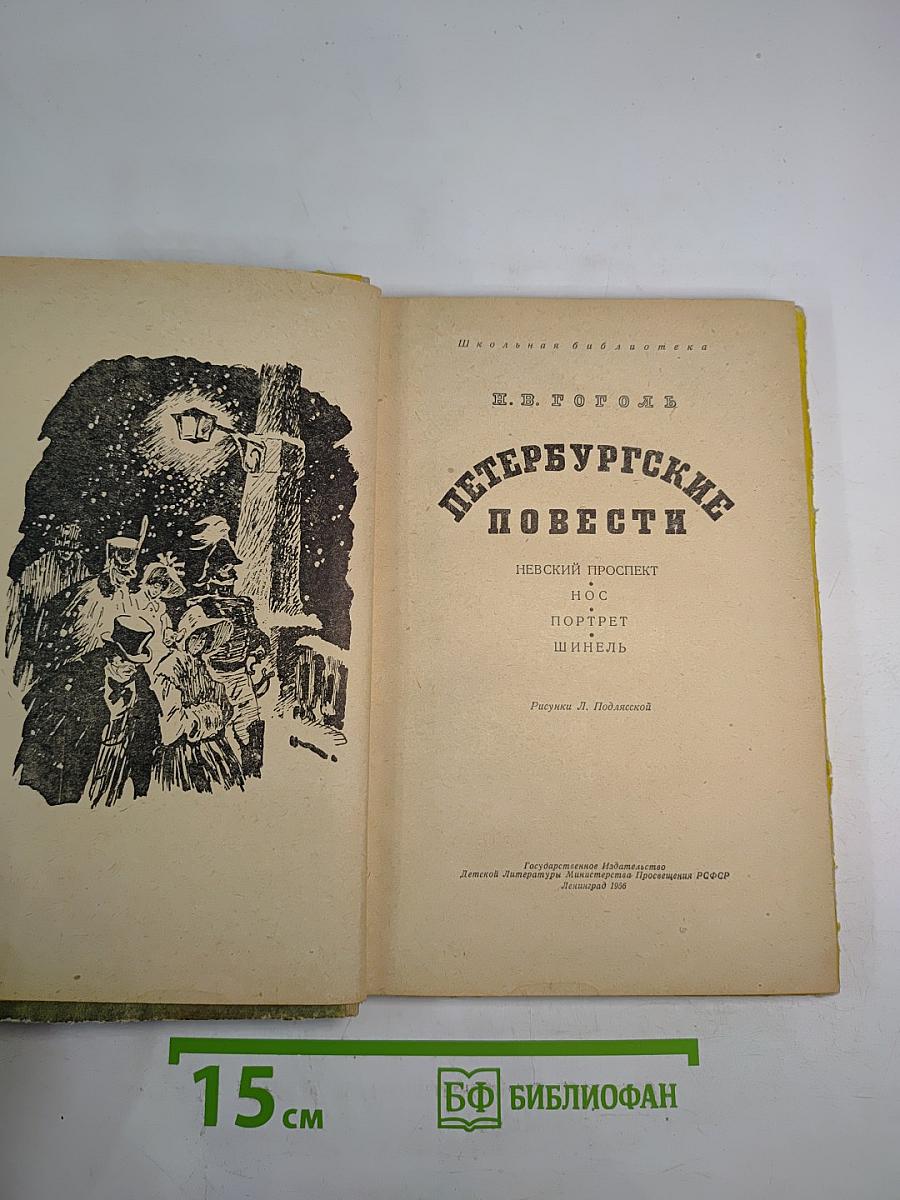 Школьная библиотека
Н. В. ГОГОЛЬ
ПЕТЕРБУРГСКИЕ
ПОВЕСТИ
НЕВСКИЙ ПРОСПЕКТ
•
НОС
•
ПОРТРЕТ
•
ШИНЕЛЬ
Рисунки Л. Подлясской
Государственное Издательство
Детской Литературы Министерства Просвещения РСФСР
Ленинград 1956
15 см
БФ БИБЛИОФАН